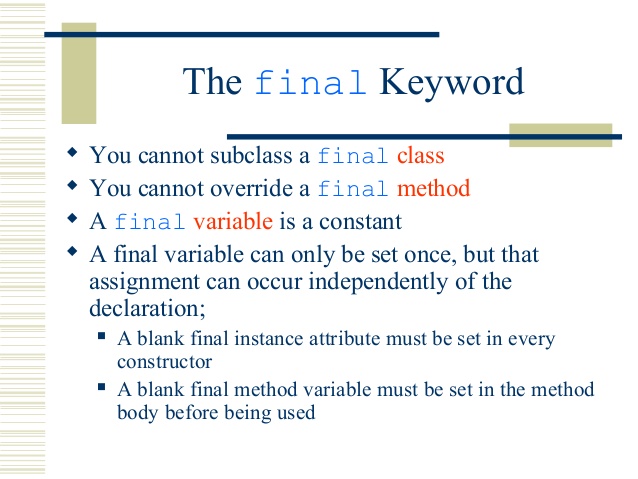 The final Keyword
You cannot subclass a final class
You cannot override a final method
A final variable is a constant
A final variable can only be set once, but that
assignment can occur independently of the
declaration;
A blank final instance attribute must be set in every
constructor
A blank final method variable must be set in the method
body before being used